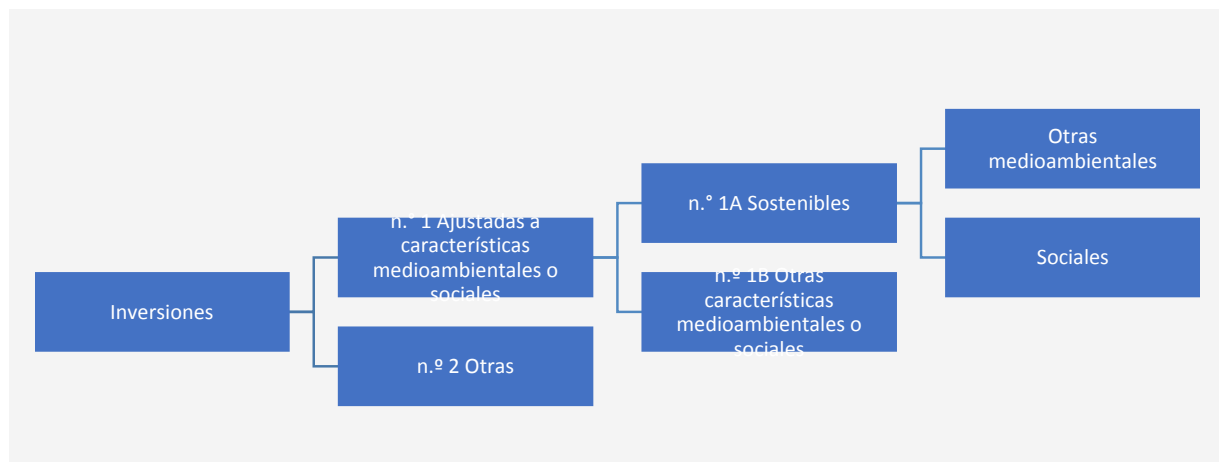 Inversiones
n.° 1 Ajustadas a
características
medioambientales o
sociales
n.º 2 Otras
n.° 1A Sostenibles
n.º 1B Otras
características
medioambientales o
sociales
Otras
medioambientales
Sociales